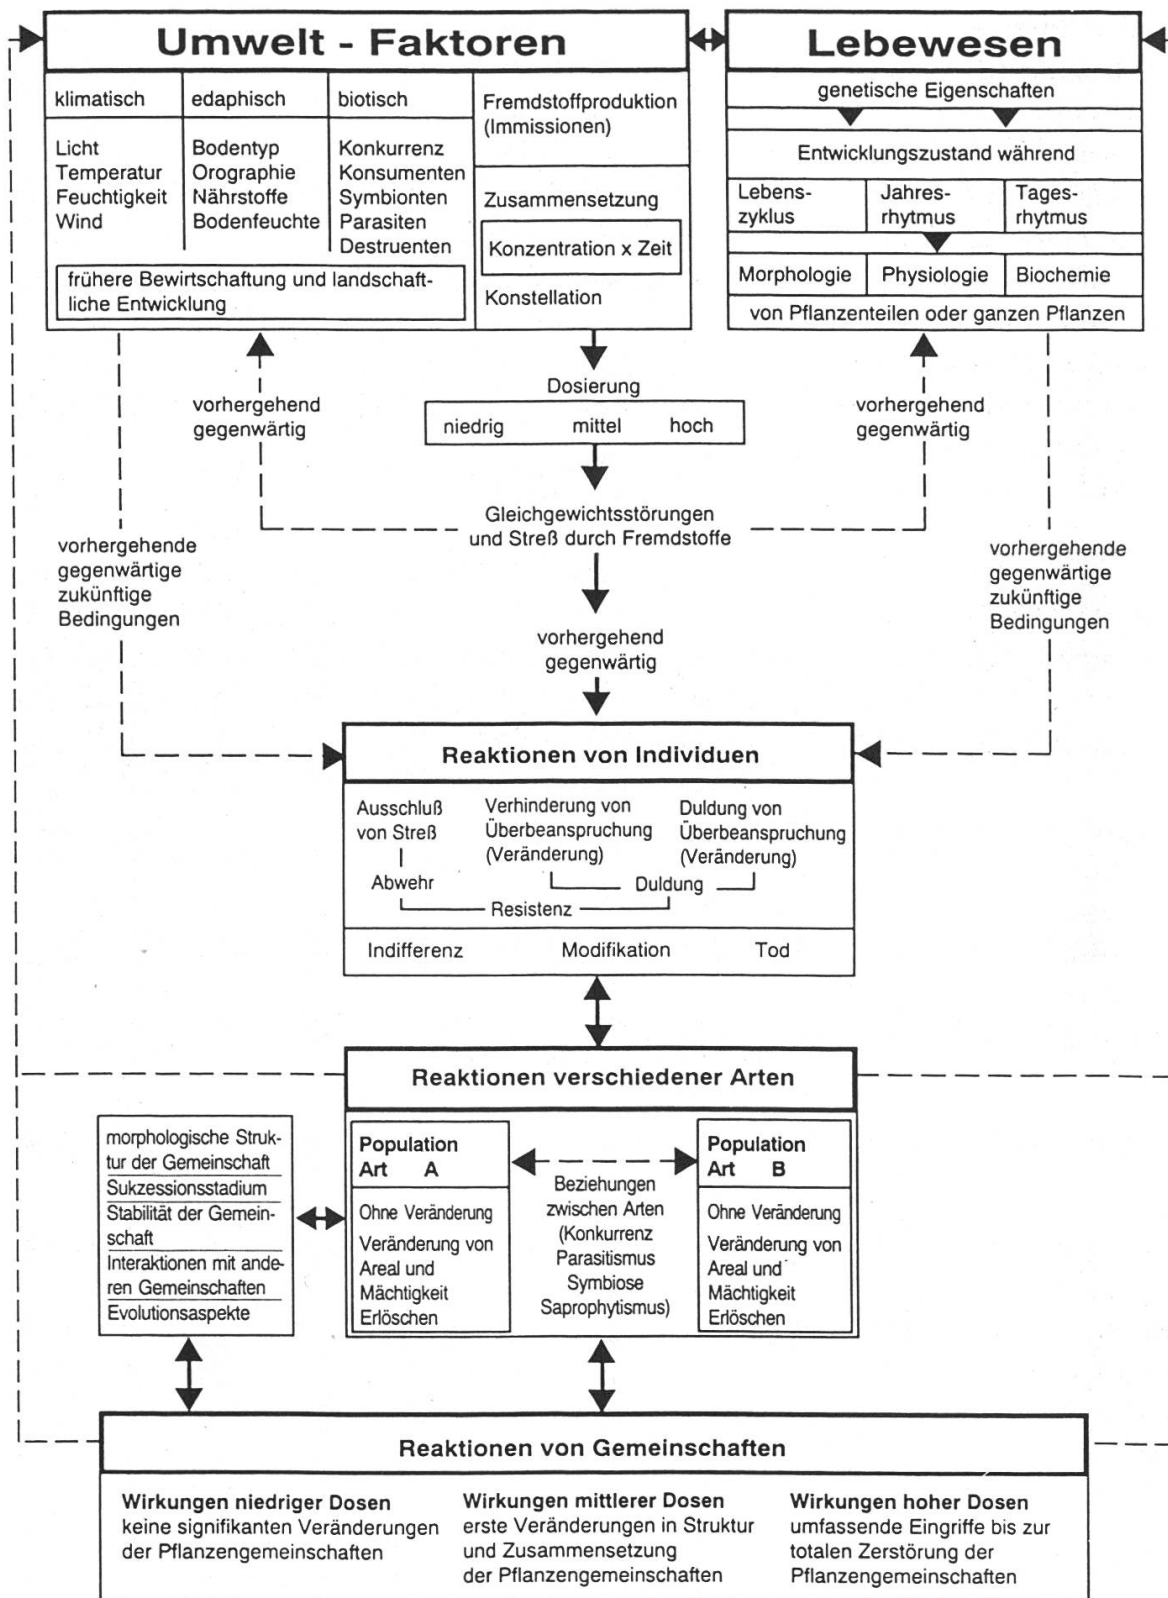 Umwelt - Faktoren
klimatisch
Licht
Temperatur
Feuchtigkeit
Wind
edaphisch
Bodentyp
Orographie
Nährstoffe
Bodenfeuchte
biotisch
Konkurrenz
Konsumenten
Symbionten
Parasiten
Destruenten
frühere Bewirtschaftung und landschaft-
liche Entwicklung
Fremdstoffproduktion
(Immissionen)
Zusammensetzung
Konzentration x Zeit
Konstellation
Lebewesen
genetische Eigenschaften
Entwicklungszustand während
Lebens-
zyklus
Jahres-
rhytmus
Tages-
rhytmus
Morphologie
Physiologie
Biochemie
von Pflanzenteilen oder ganzen Pflanzen
Dosierung
niedrig mittel hoch
vorhergehend
gegenwärtig
vorhergehend
gegenwärtig
Gleichgewichtsstörungen
und Streß durch Fremdstoffe
vorhergehende
gegenwärtige
zukünftige
Bedingungen
vorhergehende
gegenwärtige
zukünftige
Bedingungen
vorhergehend
gegenwärtig
Reaktionen von Individuen
Ausschluß
von Streß
Verhinderung von
Überbeanspruchung
(Veränderung)
Duldung von
Überbeanspruchung
(Veränderung)
Abwehr
Duldung
Resistenz
Indifferenz Modifikation Tod
Reaktionen verschiedener Arten
morphologische Struk-
tur der Gemeinschaft
Sukzessionsstadium
Stabilität der Gemein-
schaft
Interaktionen mit ande-
ren Gemeinschaften
Evolutionsaspekte
Population
Art A
Ohne Veränderung
Veränderung von
Areal und
Mächtigkeit
Erlöschen
Beziehungen
zwischen Arten
(Konkurrenz
Parasitismus
Symbiose
Saprophytismus)
Population
Art B
Ohne Veränderung
Veränderung von
Areal und
Mächtigkeit
Erlöschen
Reaktionen von Gemeinschaften
Wirkungen niedriger Dosen
keine signifikanten Veränderungen
der Pflanzengemeinschaften
Wirkungen mittlerer Dosen
erste Veränderungen in Struktur
und Zusammensetzung
der Pflanzengemeinschaften
Wirkungen hoher Dosen
umfassende Eingriffe bis zur
totalen Zerstörung der
Pflanzengemeinschaften